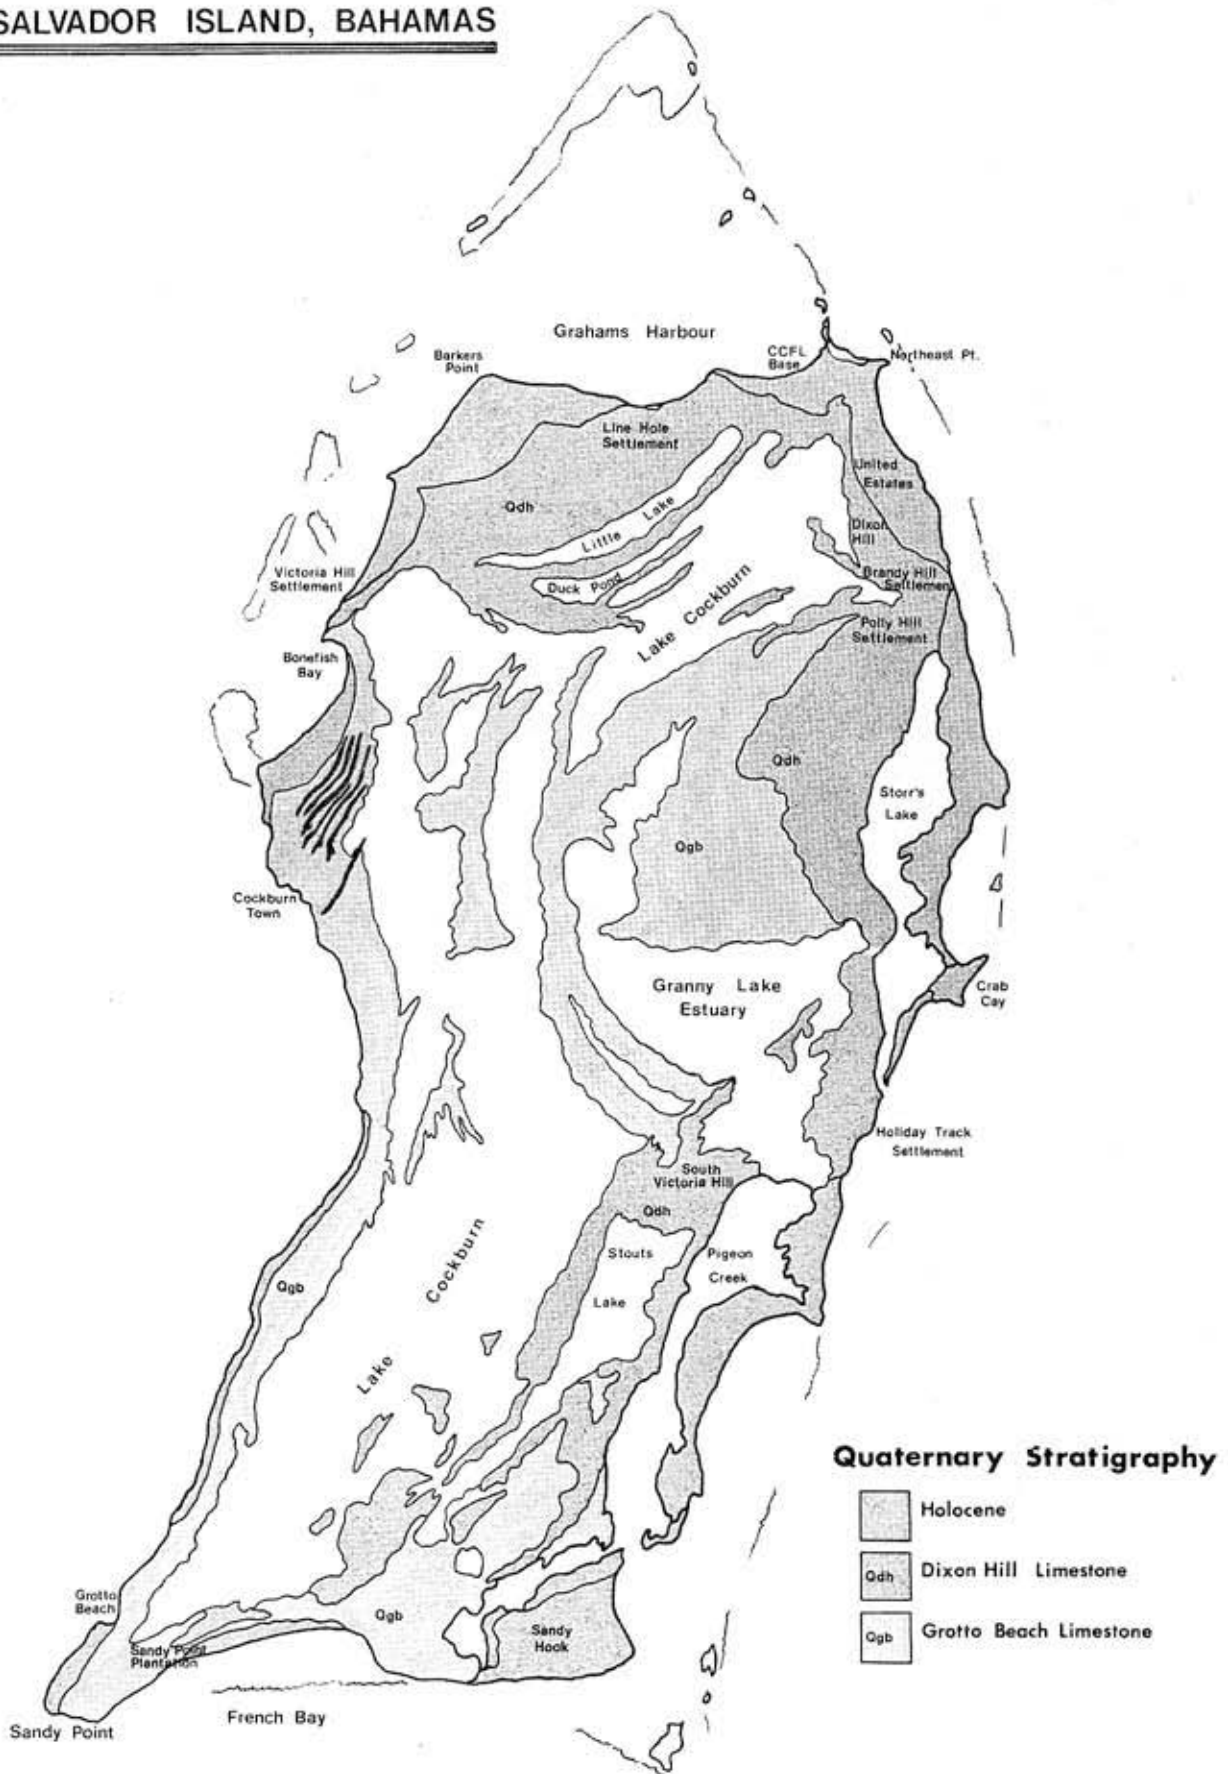 SALVADOR ISLAND, BAHAMAS
Grahams Harbour
Barkers
Point
CCFL
Base
Northeast Pt.
Line Hole
Settlement
United
Estates
Qdh
Little Lake
Dixon
Hill
Victoria Hill
Settlement
Duck Pond
Brandy Hill
Settlemen
Lake Cockburn
Polly Hill
Settlement
Bonefish
Bay
Qdh
Storr's
Lake
Qgb
Cockburn
Town
Granny Lake
Estuary
Crab
Cay
Holliday Track
Settlement
South
Victoria Hill
Qdh
Stouts
Lake
Pigeon
Creek
Qgb
Lake Cockburn
Quaternary Stratigraphy
Holocene
Qdh Dixon Hill Limestone
Qgb Grotto Beach Limestone
Grotto
Beach
Qgb
Sandy Point
Plantation
Sandy
Hook
Sandy Point
French Bay